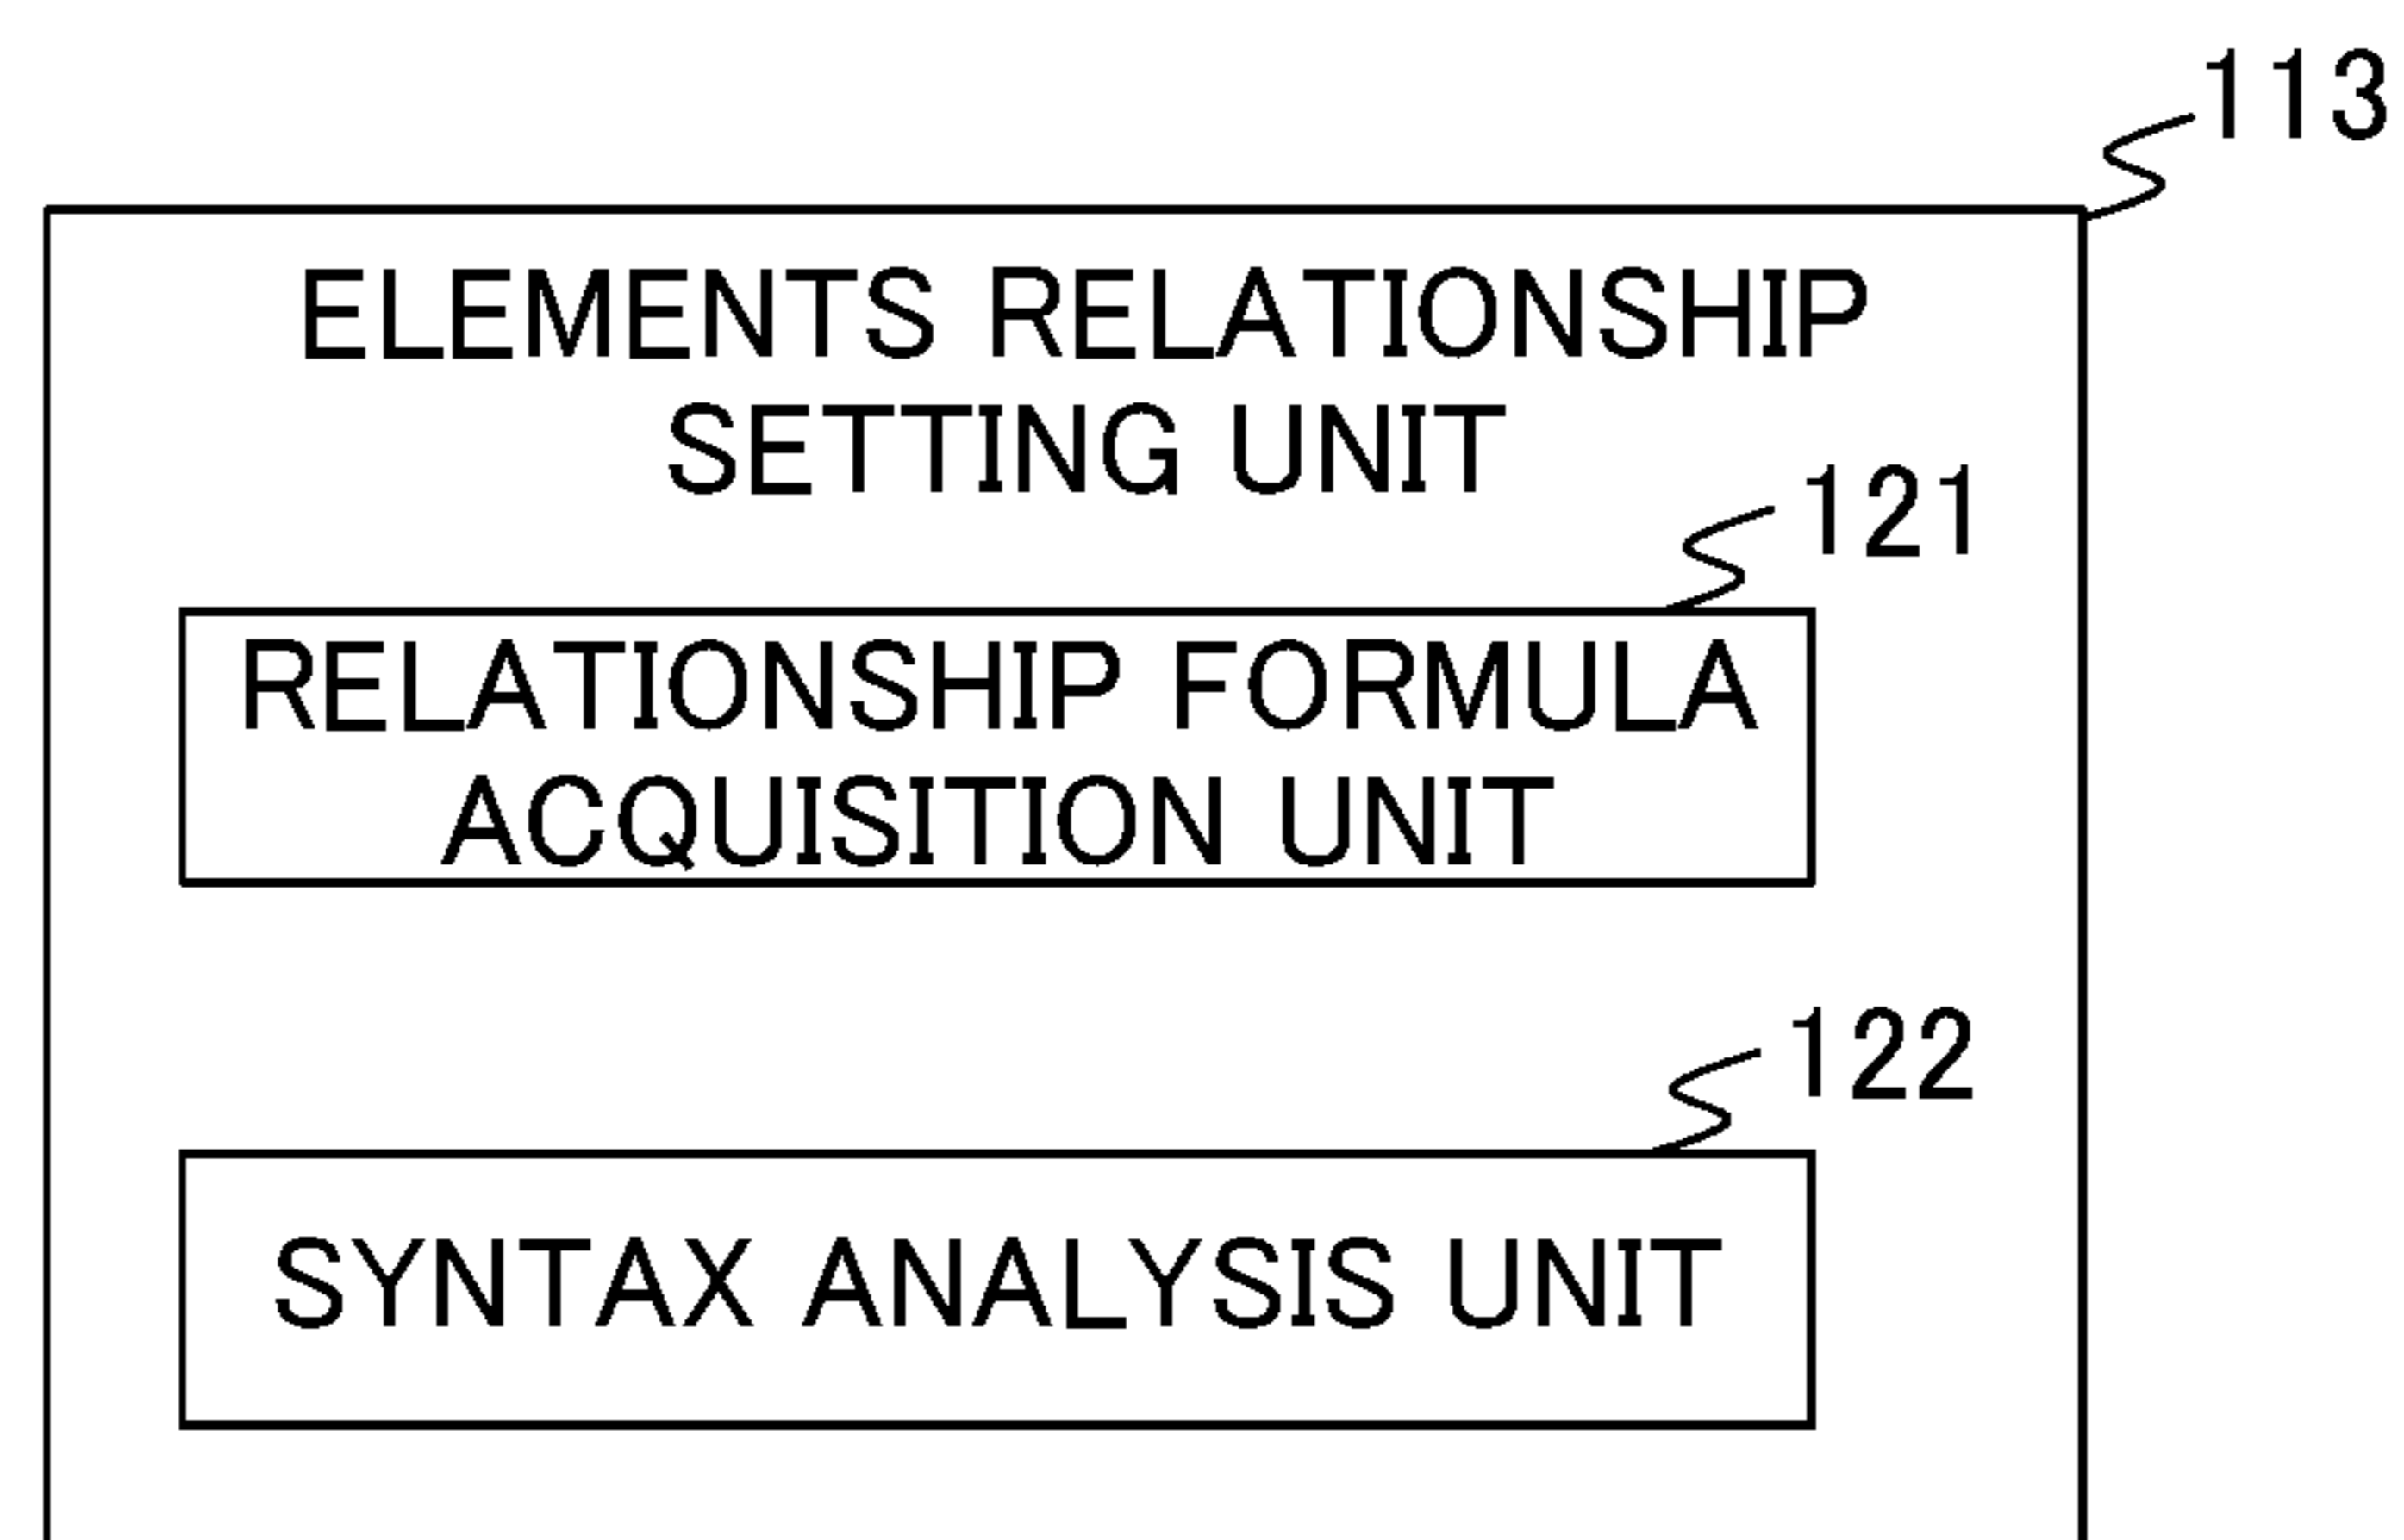 113
ELEMENTS RELATIONSHIP
SETTING UNIT
121
RELATIONSHIP FORMULA
ACQUISITION UNIT
122
SYNTAX ANALYSIS UNIT